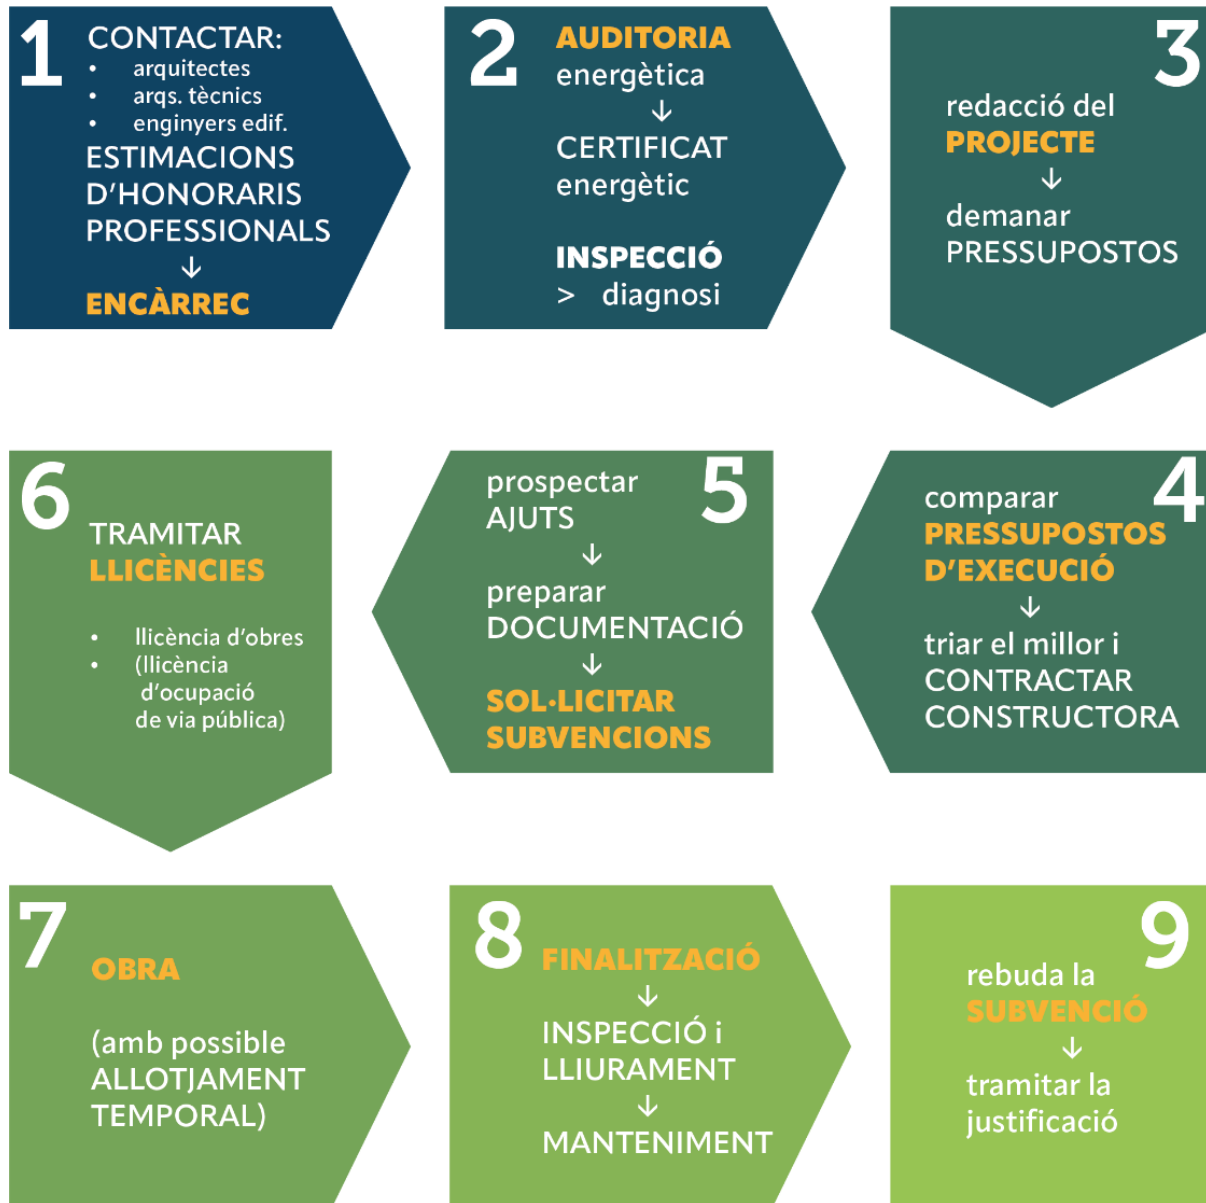 1
CONTACTAR:
• arquitectes
• arqs. tècnics
• enginyers edif.
ESTIMACIONS
D’HONORARIS
PROFESSIONALS
↓
ENCÀRREC
2
AUDITORIA
energètica
↓
CERTIFICAT
energètic
INSPECCIÓ
> diagnosi
3
redacció del
PROJECTE
↓
demanar
PRESSUPOSTOS
4
comparar
PRESSUPOSTOS
D’EXECUCIÓ
↓
triar el millor i
CONTRACTAR
CONSTRUCTORA
5
prospectar
AJUTS
↓
preparar
DOCUMENTACIÓ
↓
SOL·LICITAR
SUBVENCIONS
6
TRAMITAR
LLICÈNCIES
• llicència d’obres
• (llicència
d’ocupació
de via pública)
7
OBRA
(amb possible
ALLOTJAMENT
TEMPORAL)
8
FINALITZACIÓ
↓
INSPECCIÓ i
LLIURAMENT
↓
MANTENIMENT
9
rebuda la
SUBVENCIÓ
↓
tramitar la
justificació